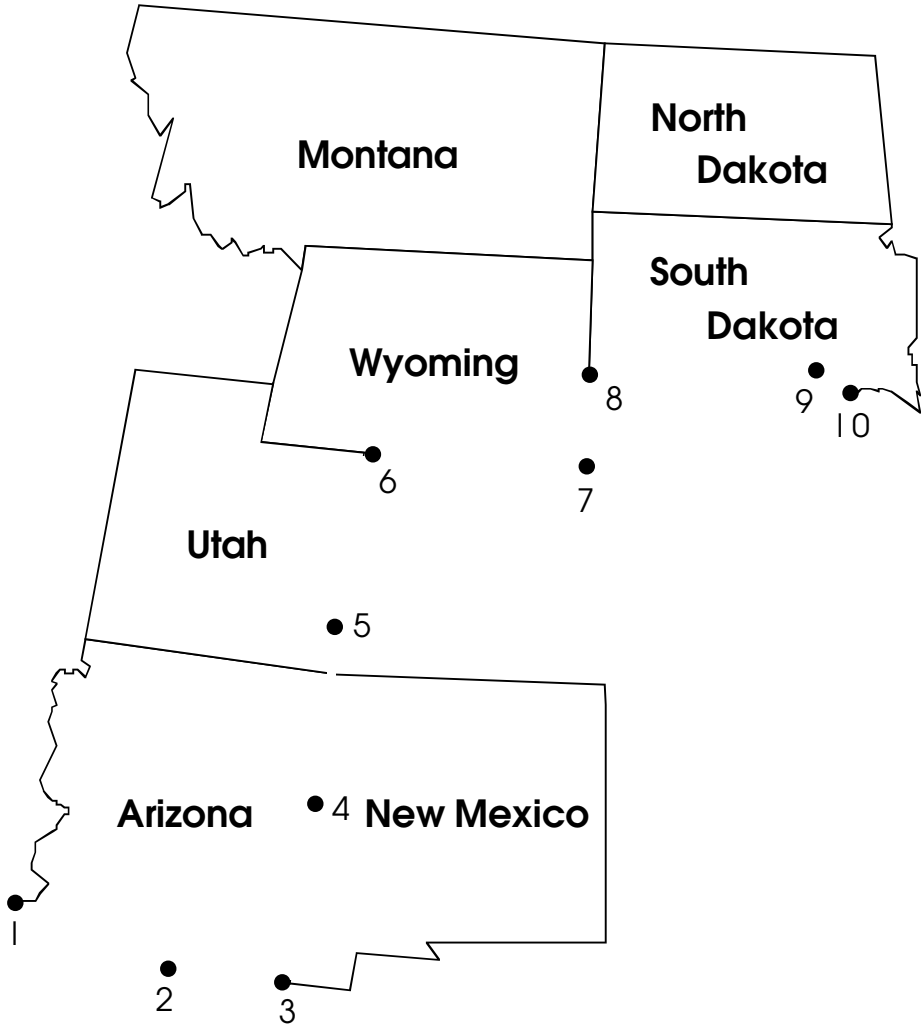 North
Montana
Dakota
South
Dakota
Wyoming
8
9
10
6
7
Utah
5
Arizona
4
New Mexico
1
2
3